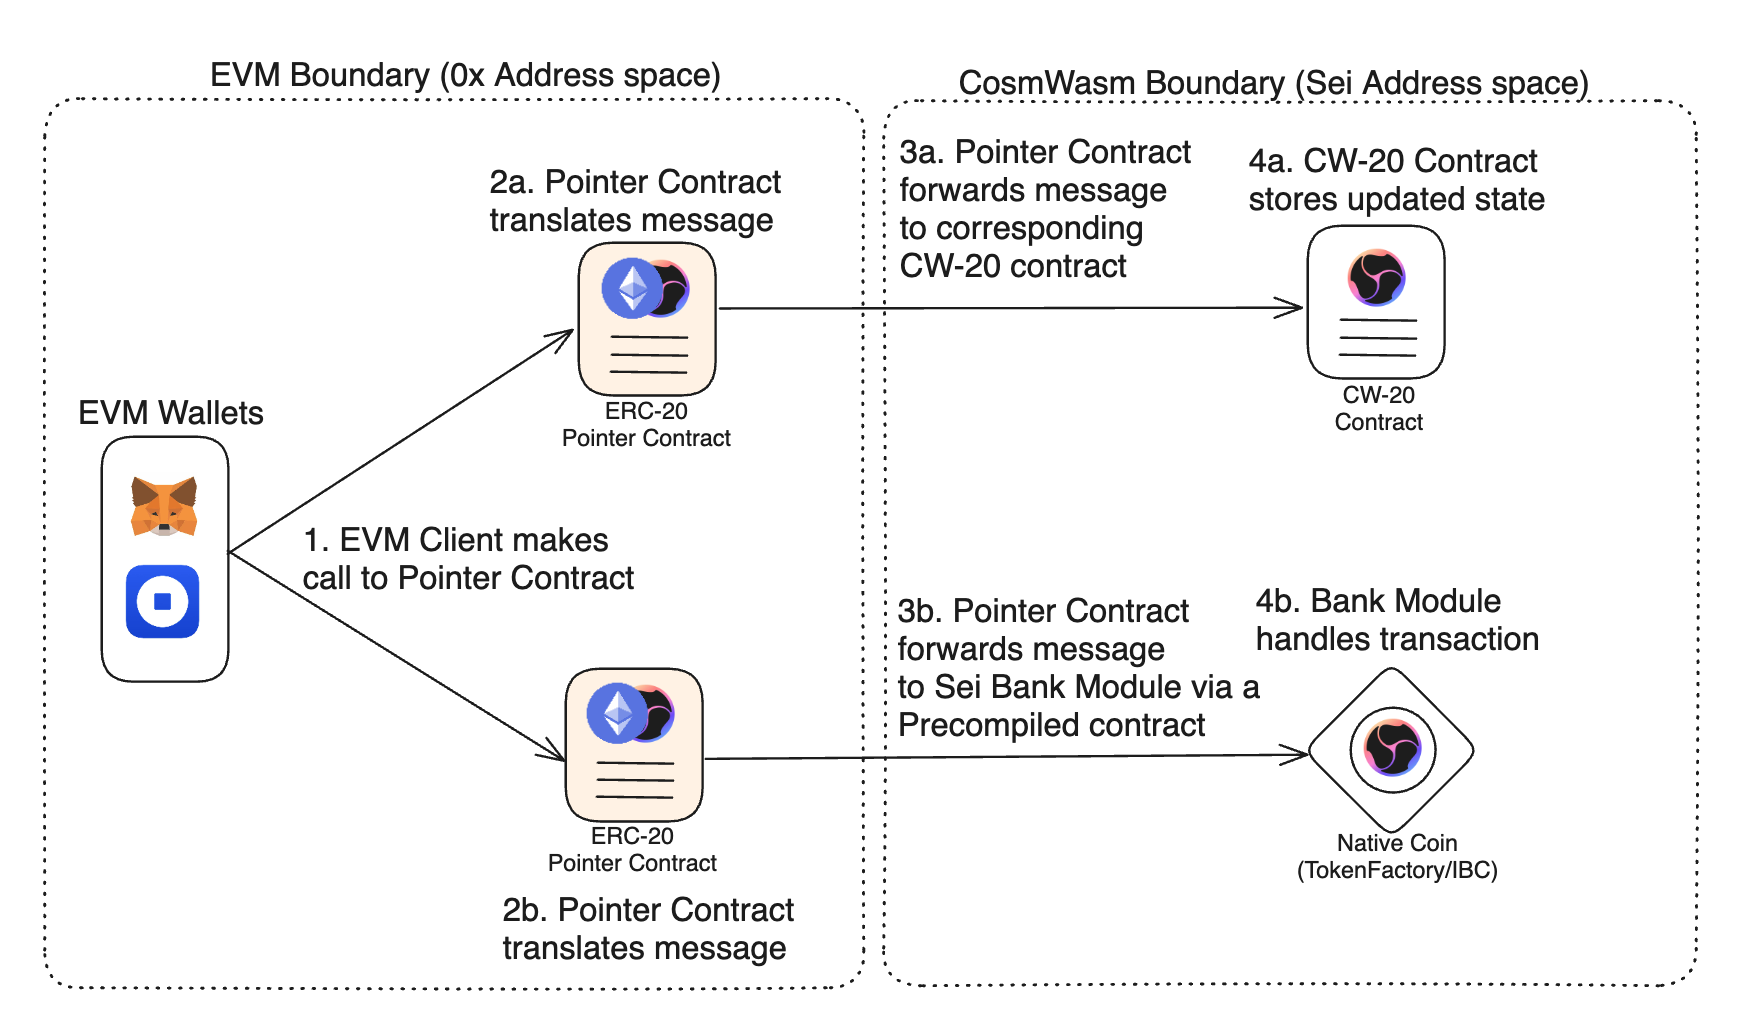 EVM Boundary (0x Address space)
CosmWasm Boundary (Sei Address space)
2a. Pointer Contract
translates message
3a. Pointer Contract
forwards message
to corresponding
CW-20 contract
4a. CW-20 Contract
stores updated state
ERC-20
Pointer Contract
CW-20
Contract
EVM Wallets
1. EVM Client makes
call to Pointer Contract
3b. Pointer Contract
forwards message
to Sei Bank Module via a
Precompiled contract
4b. Bank Module
handles transaction
ERC-20
Pointer Contract
Native Coin
(TokenFactory/IBC)
2b. Pointer Contract
translates message